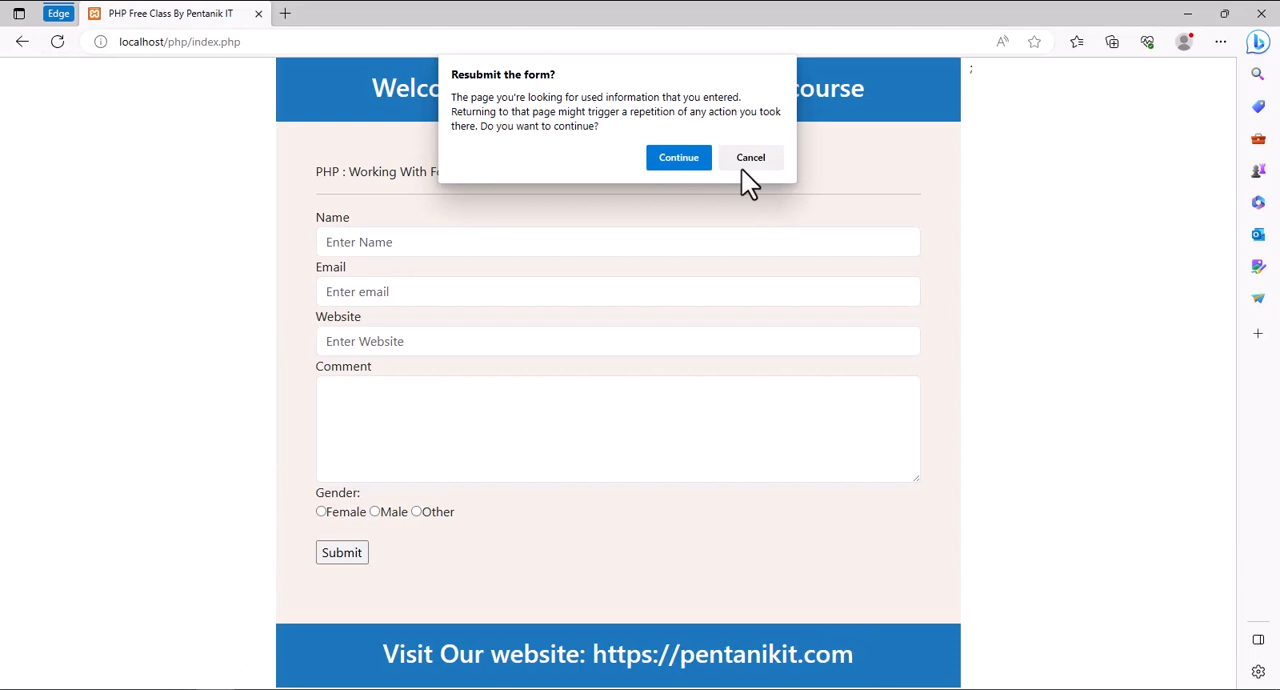 Edge
PHP Free Class By Pentanik IT
localhost/php/index.php
Resubmit the form?
The page you're looking for used information that you entered.
Returning to that page might trigger a repetition of any action you took
there. Do you want to continue?
Continue
Cancel
;
course
PHP : Working With
Name
Enter Name
Email
Enter email
Website
Enter Website
Comment
Gender:
Female Male Other
Submit
Visit Our website: https://pentanikit.com